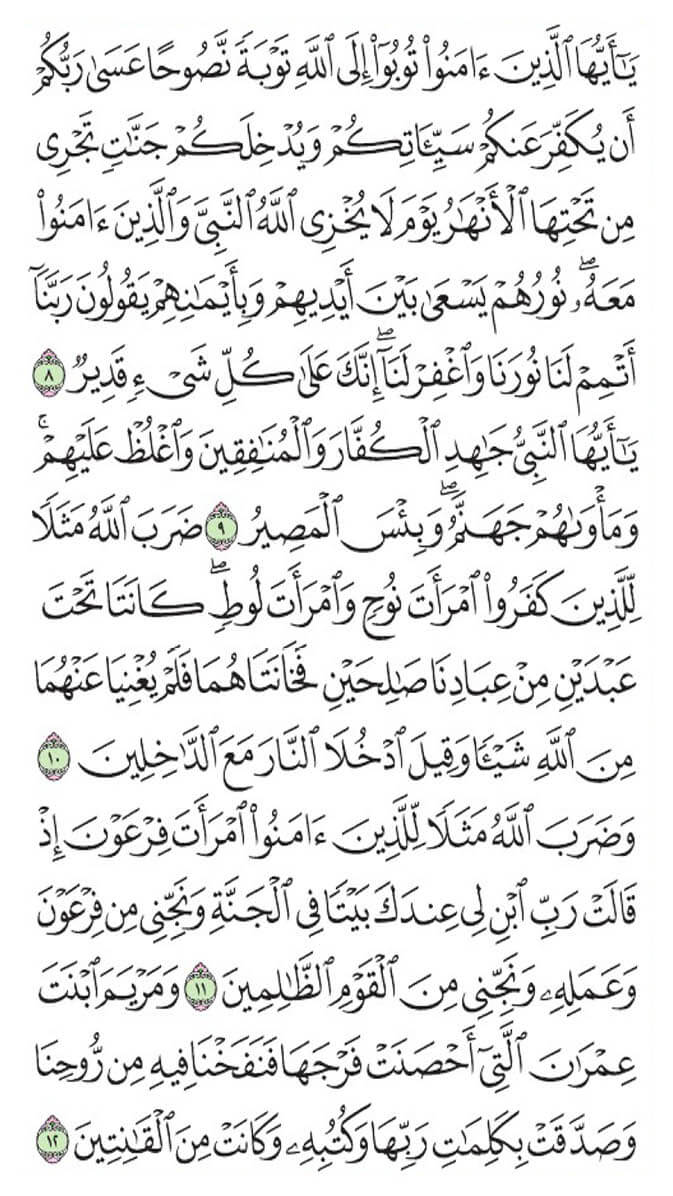 يَـٰٓأَيُّهَا ٱلَّذِينَ ءَامَنُوا۟ تُوبُوٓا۟ إِلَى ٱللَّهِ تَوْبَةً نَّصُوحًا عَسَىٰ رَبُّكُمْ
أَن يُكَفِّرَ عَنكُمْ سَيِّـَٔاتِكُمْ وَيُدْخِلَكُمْ جَنَّـٰتٍ تَجْرِى
مِن تَحْتِهَا ٱلْأَنْهَـٰرُ يَوْمَ لَا يُخْزِى ٱللَّهُ ٱلنَّبِىَّ وَٱلَّذِينَ ءَامَنُوا۟
مَعَهُۥ ۖ نُورُهُمْ يَسْعَىٰ بَيْنَ أَيْدِيهِمْ وَبِأَيْمَـٰنِهِمْ يَقُولُونَ رَبَّنَآ
أَتْمِمْ لَنَا نُورَنَا وَٱغْفِرْ لَنَآ ۖ إِنَّكَ عَلَىٰ كُلِّ شَىْءٍ قَدِيرٌ ٨
يَـٰٓأَيُّهَا ٱلنَّبِىُّ جَـٰهِدِ ٱلْكُفَّارَ وَٱلْمُنَـٰفِقِينَ وَٱغْلُظْ عَلَيْهِمْ ۚ
وَمَأْوَىٰهُمْ جَهَنَّمُ ۖ وَبِئْسَ ٱلْمَصِيرُ ٩ ضَرَبَ ٱللَّهُ مَثَلًا
لِّلَّذِينَ كَفَرُوا۟ ٱمْرَأَتَ نُوحٍ وَٱمْرَأَتَ لُوطٍ ۖ كَانَتَا تَحْتَ
عَبْدَيْنِ مِنْ عِبَادِنَا صَـٰلِحَيْنِ فَخَانَتَاهُمَا فَلَمْ يُغْنِيَا عَنْهُمَا
مِنَ ٱللَّهِ شَيْـًٔا وَقِيلَ ٱدْخُلَا ٱلنَّارَ مَعَ ٱلدَّٰخِلِينَ ١٠
وَضَرَبَ ٱللَّهُ مَثَلًا لِّلَّذِينَ ءَامَنُوا۟ ٱمْرَأَتَ فِرْعَوْنَ إِذْ
قَالَتْ رَبِّ ٱبْنِ لِى عِندَكَ بَيْتًا فِى ٱلْجَنَّةِ وَنَجِّنِى مِن فِرْعَوْنَ
وَعَمَلِهِۦ وَنَجِّنِى مِنَ ٱلْقَوْمِ ٱلظَّـٰلِمِينَ ١١ وَمَرْيَمَ ٱبْنَتَ
عِمْرَٰنَ ٱلَّتِىٓ أَحْصَنَتْ فَرْجَهَا فَنَفَخْنَا فِيهِ مِن رُّوحِنَا
وَصَدَّقَتْ بِكَلِمَـٰتِ رَبِّهَا وَكُتُبِهِۦ وَكَانَتْ مِنَ ٱلْقَـٰنِتِينَ ١٢